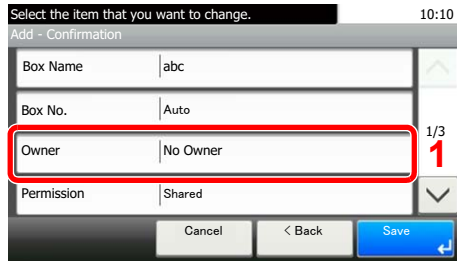 Select the item that you want to change. 10:10
Add - Confirmation
Box Name abc
Box No. Auto
1/3
Owner No Owner 1
Permission Shared
Cancel < Back Save